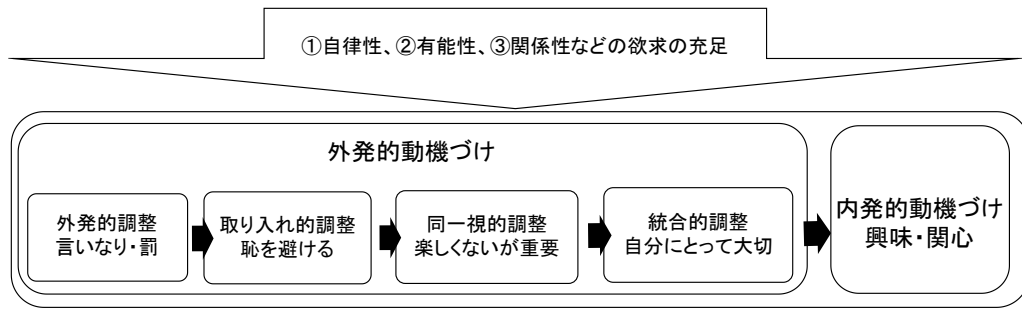 ①自律性、②有能性、③関係性などの欲求の充足
外発的動機づけ
外発的調整
言いなり・罰
取り入れ的調整
恥を避ける
同一視的調整
楽しくないが重要
統合的調整
自分にとって大切
内発的動機づけ
興味・関心